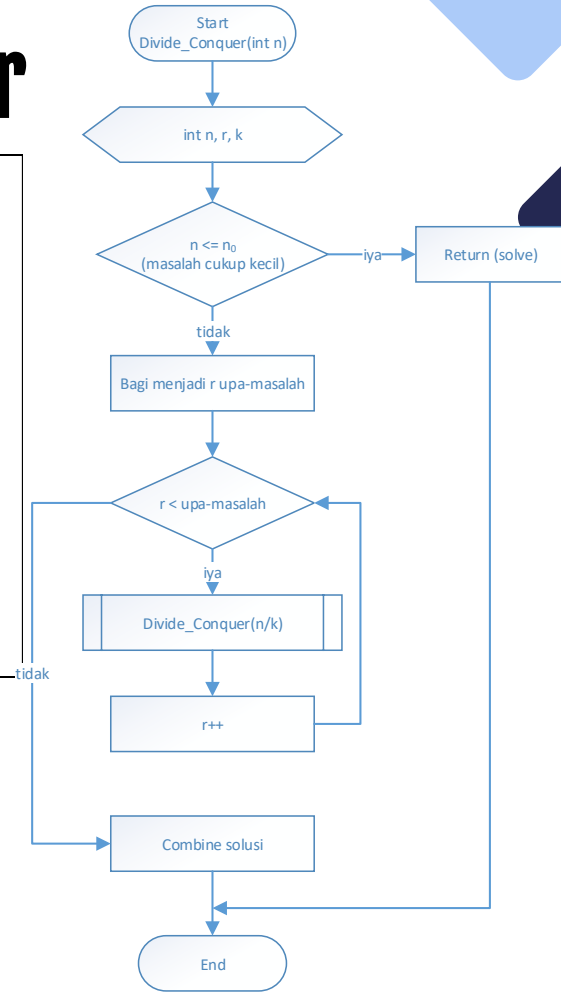 r
Start
Divide_Conquer(int n)
int n, r, k
n <= n₀
(masalah cukup kecil)
iya
Return (solve)
tidak
Bagi menjadi r upa-masalah
r < upa-masalah
iya
Divide_Conquer(n/k)
tidak
r++
Combine solusi
End